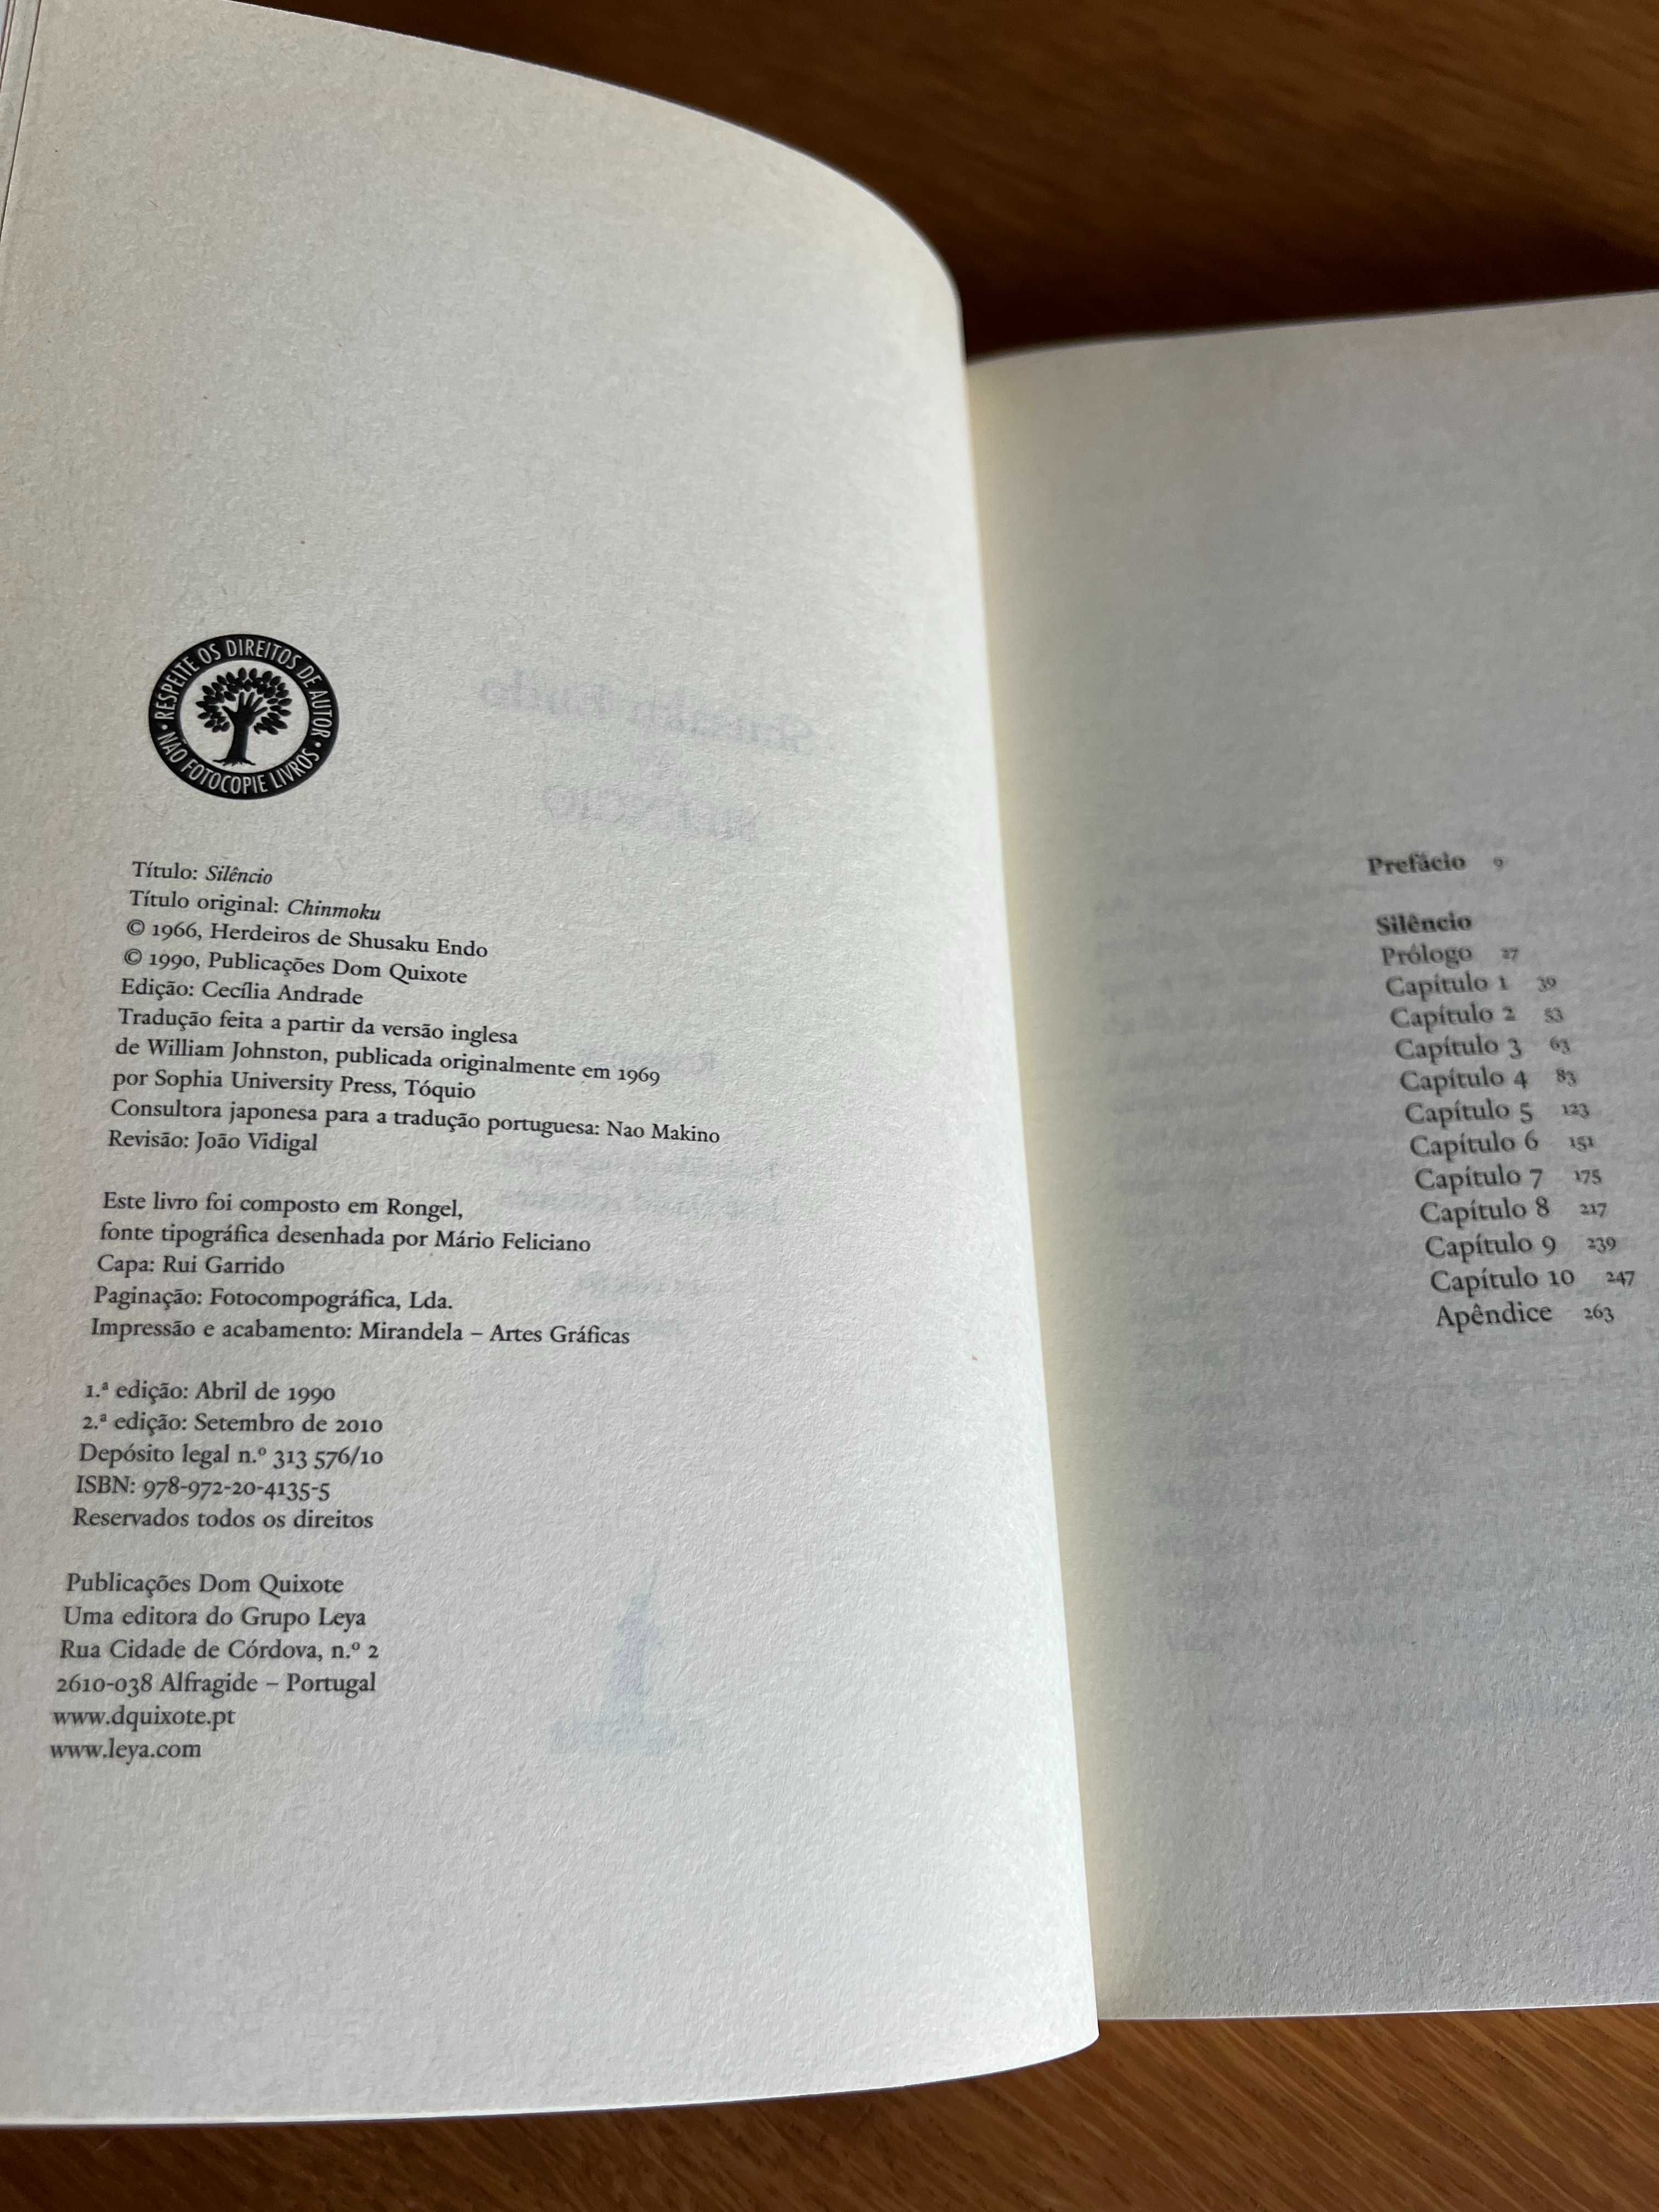 RESPEITE OS DIREITOS DE AUTOR
NÃO FOTOCOPIE LIVROS
Título: Silêncio
Título original: Chinmoku
© 1966, Herdeiros de Shusaku Endo
© 1990, Publicações Dom Quixote
Edição: Cecília Andrade
Tradução feita a partir da versão inglesa
de William Johnston, publicada originalmente em 1969
por Sophia University Press, Tóquio
Consultora japonesa para a tradução portuguesa: Nao Makino
Revisão: João Vidigal
Este livro foi composto em Rongel,
fonte tipográfica desenhada por Mário Feliciano
Capa: Rui Garrido
Paginação: Fotocompográfica, Lda.
Impressão e acabamento: Mirandela – Artes Gráficas
1.ª edição: Abril de 1990
2.ª edição: Setembro de 2010
Depósito legal n.º 313 576/10
ISBN: 978-972-20-4135-5
Reservados todos os direitos
Publicações Dom Quixote
Uma editora do Grupo Leya
Rua Cidade de Córdova, n.º 2
2610-038 Alfragide – Portugal
www.dquixote.pt
www.leya.com
Prefácio 9
Silêncio
Prólogo 27
Capítulo 1 39
Capítulo 2 53
Capítulo 3 63
Capítulo 4 83
Capítulo 5 123
Capítulo 6 151
Capítulo 7 175
Capítulo 8 217
Capítulo 9 239
Capítulo 10 247
Apêndice 263